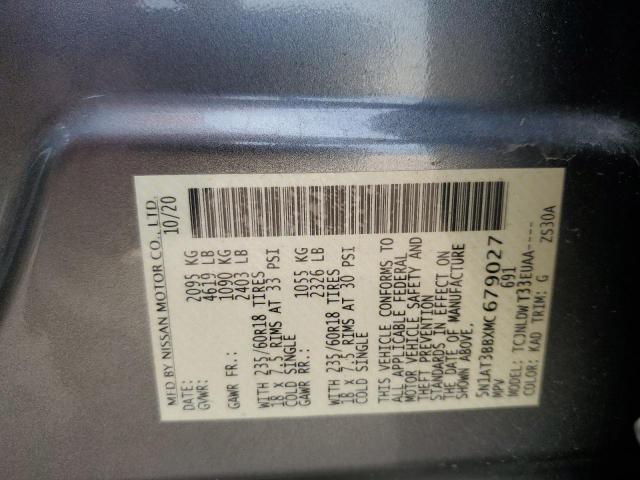 MFD BY NISSAN MOTOR CO., LTD.
DATE: 10/20
GVWR: 2095 KG
4619 LB
GAWR FR.: 1090 KG
2403 LB
WITH 235/60R18 TIRES
18 X 7.5 RIMS AT 33 PSI
COLD SINGLE
GAWR RR.: 1055 KG
2326 LB
WITH 235/60R18 TIRES
18 X 7.5 RIMS AT 30 PSI
COLD SINGLE
THIS VEHICLE CONFORMS TO
ALL APPLICABLE FEDERAL
MOTOR VEHICLE SAFETY AND
THEFT PREVENTION
STANDARDS IN EFFECT ON
THE DATE OF MANUFACTURE
SHOWN ABOVE.
5N1AT3BBXMC679027
MPV 691
MODEL: TCJNLDWT33EUAA----
COLOR: KAD TRIM: G ZS30A